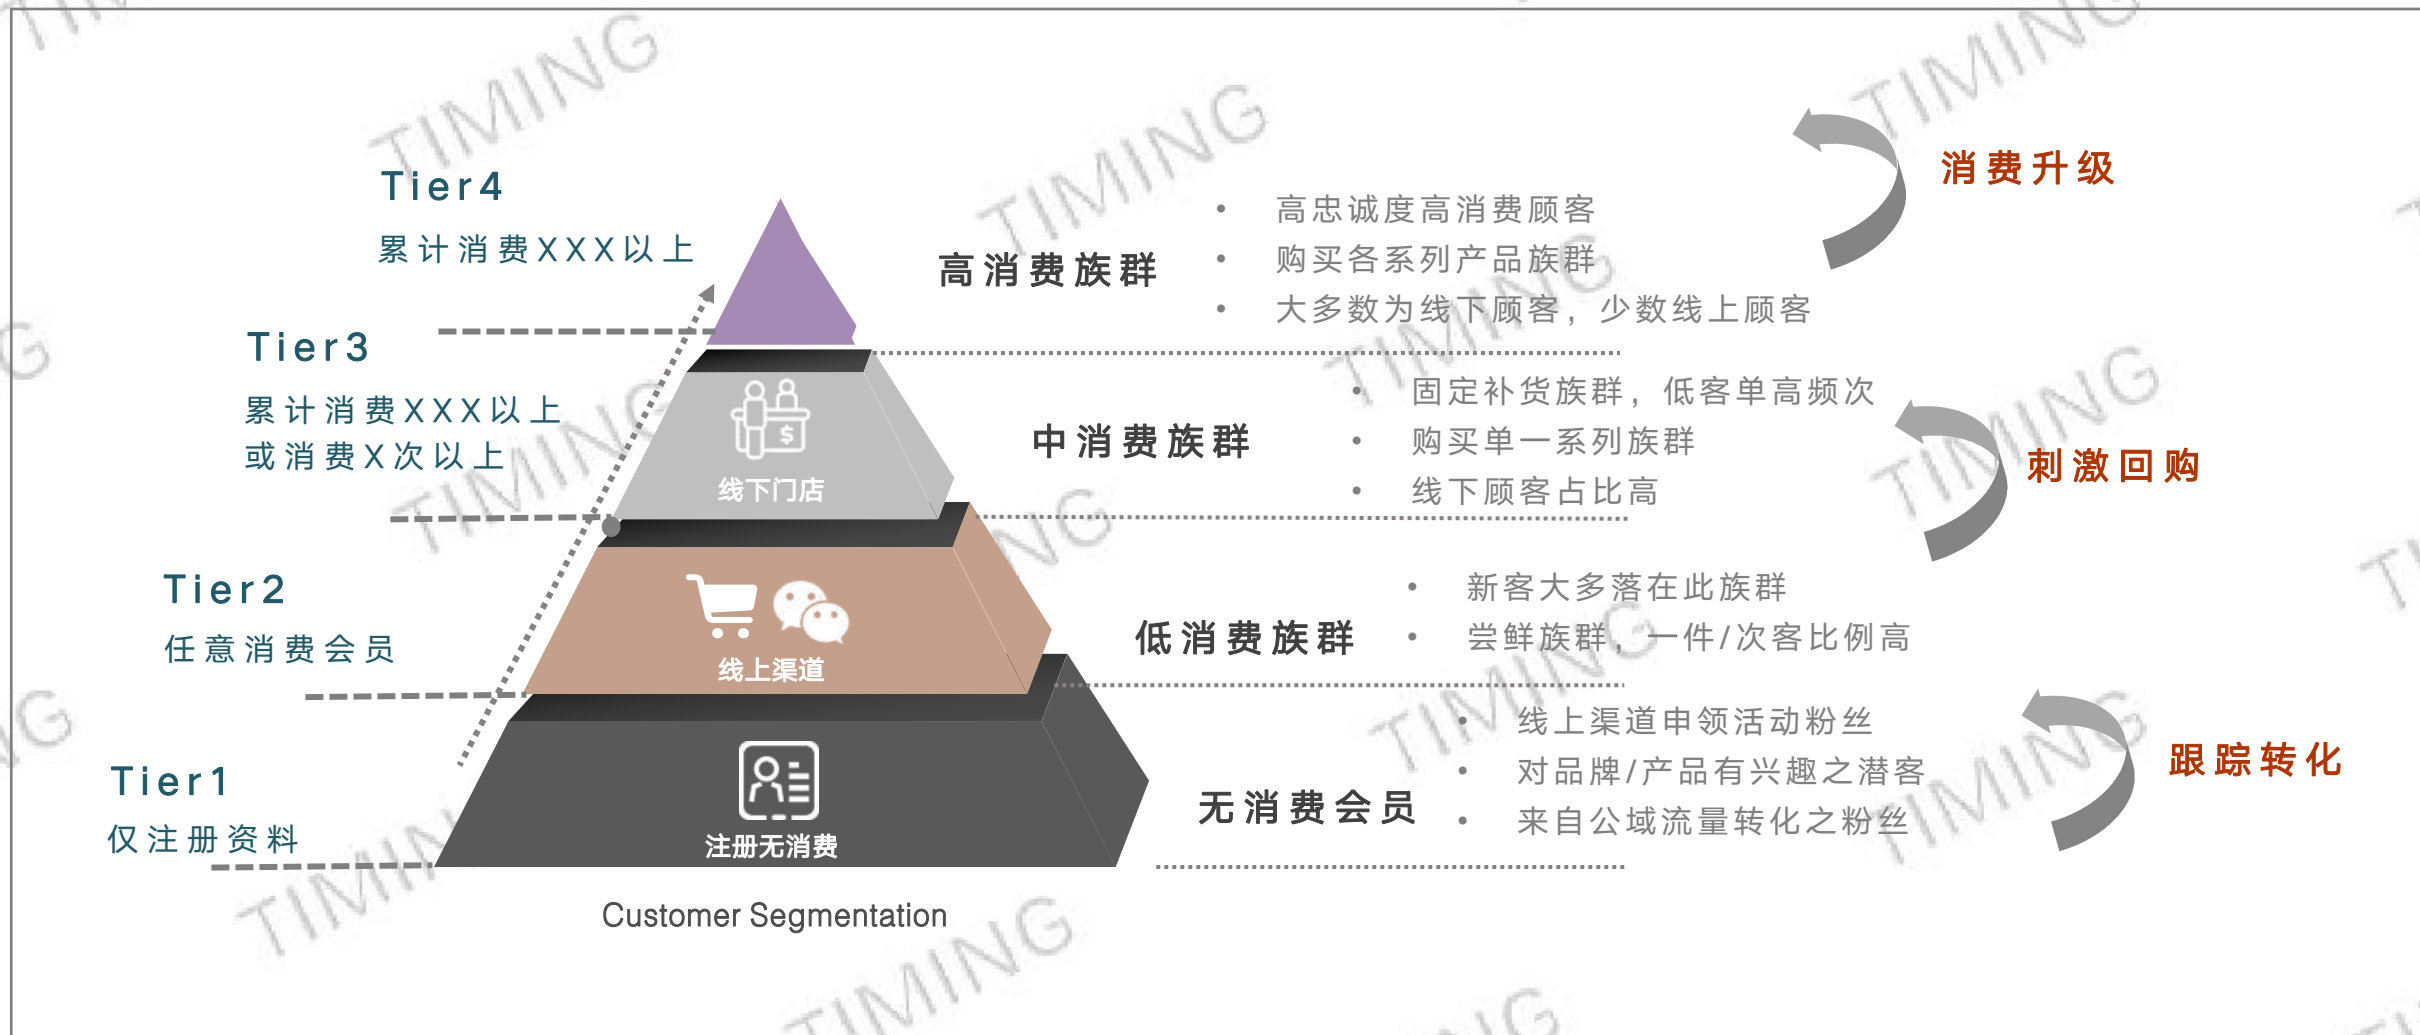 Tier4
累计消费XXX以上
高消费族群
• 高忠诚度高消费顾客
• 购买各系列产品族群
• 大多数为线下顾客，少数线上顾客
消费升级
Tier3
累计消费XXX以上
或消费X次以上
线下门店
中消费族群
• 固定补货族群，低客单高频次
• 购买单一系列族群
• 线下顾客占比高
刺激回购
Tier2
任意消费会员
线上渠道
低消费族群
• 新客大多落在此族群
• 尝鲜族群，一件/次客比例高
Tier1
仅注册资料
注册无消费
无消费会员
• 线上渠道申领活动粉丝
• 对品牌/产品有兴趣之潜客
• 来自公域流量转化之粉丝
跟踪转化
Customer Segmentation
TIMING
TIMING
TIMING
TIMING
TIMING
TIMING
TIMING
TIMING
TIMING
TIMING